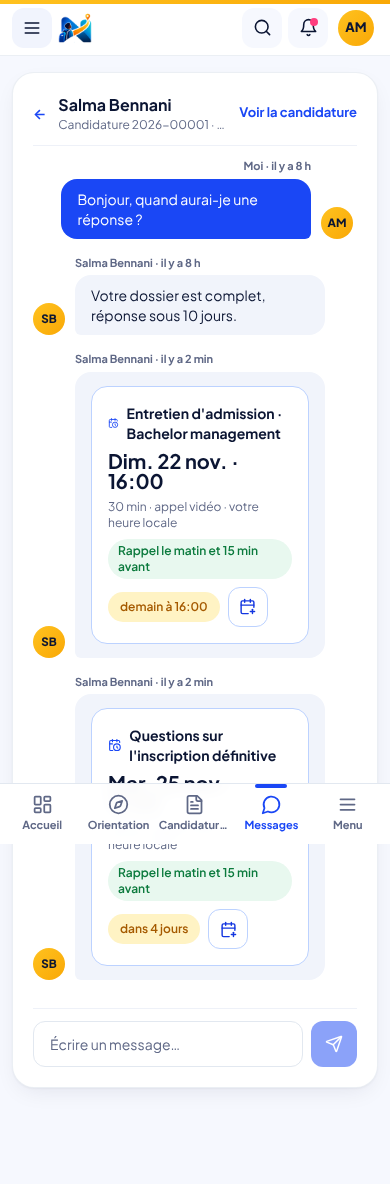 AM
Salma Bennani
Candidature 2026-00001 · ...
Voir la candidature
Moi · il y a 8 h
Bonjour, quand aurai-je une
réponse ?
AM
Salma Bennani · il y a 8 h
Votre dossier est complet,
réponse sous 10 jours.
SB
Salma Bennani · il y a 2 min
Entretien d'admission ·
Bachelor management
Dim. 22 nov. ·
16:00
30 min · appel vidéo · votre
heure locale
Rappel le matin et 15 min
avant
demain à 16:00
SB
Salma Bennani · il y a 2 min
Questions sur
l'inscription définitive
Mer. 25 nov.
Accueil
Orientation
Candidatur...
Messages
Menu
heure locale
Rappel le matin et 15 min
avant
dans 4 jours
SB
Écrire un message...